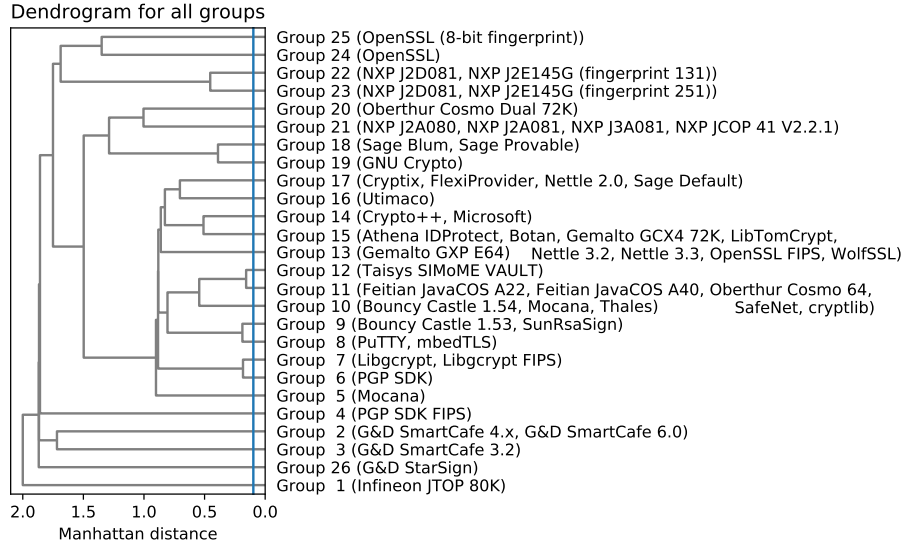 Dendrogram for all groups
Group 25 (OpenSSL (8-bit fingerprint))
Group 24 (OpenSSL)
Group 22 (NXP J2D081, NXP J2E145G (fingerprint 131))
Group 23 (NXP J2D081, NXP J2E145G (fingerprint 251))
Group 20 (Oberthur Cosmo Dual 72K)
Group 21 (NXP J2A080, NXP J2A081, NXP J3A081, NXP JCOP 41 V2.2.1)
Group 18 (Sage Blum, Sage Provable)
Group 19 (GNU Crypto)
Group 17 (Cryptix, FlexiProvider, Nettle 2.0, Sage Default)
Group 16 (Utimaco)
Group 14 (Crypto++, Microsoft)
Group 15 (Athena IDProtect, Botan, Gemalto GCX4 72K, LibTomCrypt,
Group 13 (Gemalto GXP E64) Nettle 3.2, Nettle 3.3, OpenSSL FIPS, WolfSSL)
Group 12 (Taisys SIMoME VAULT)
Group 11 (Feitian JavaCOS A22, Feitian JavaCOS A40, Oberthur Cosmo 64,
Group 10 (Bouncy Castle 1.54, Mocana, Thales) SafeNet, cryptlib)
Group 9 (Bouncy Castle 1.53, SunRsaSign)
Group 8 (PuTTY, mbedTLS)
Group 7 (Libgcrypt, Libgcrypt FIPS)
Group 6 (PGP SDK)
Group 5 (Mocana)
Group 4 (PGP SDK FIPS)
Group 2 (G&D SmartCafe 4.x, G&D SmartCafe 6.0)
Group 3 (G&D SmartCafe 3.2)
Group 26 (G&D StarSign)
Group 1 (Infineon JTOP 80K)
2.0 1.5 1.0 0.5 0.0
Manhattan distance